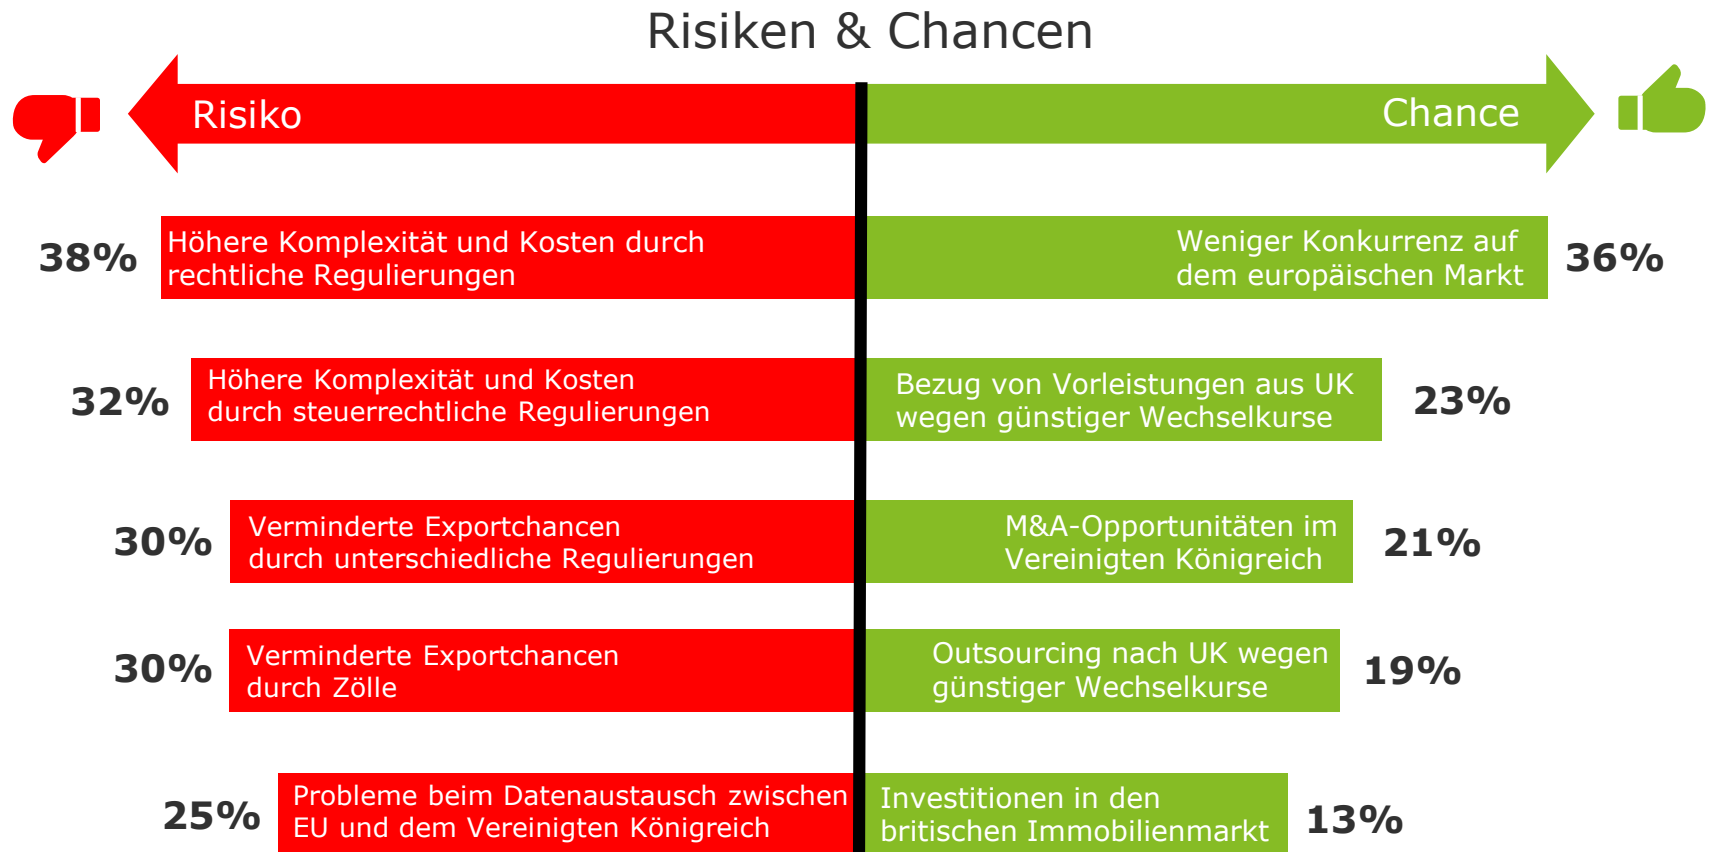 Risiken & Chancen
Risiko
Chance
38%
Höhere Komplexität und Kosten durch
rechtliche Regulierungen
Weniger Konkurrenz auf
dem europäischen Markt
36%
32%
Höhere Komplexität und Kosten
durch steuerrechtliche Regulierungen
Bezug von Vorleistungen aus UK
wegen günstiger Wechselkurse
23%
30%
Verminderte Exportchancen
durch unterschiedliche Regulierungen
M&A-Opportunitäten im
Vereinigten Königreich
21%
30%
Verminderte Exportchancen
durch Zölle
Outsourcing nach UK wegen
günstiger Wechselkurse
19%
25%
Probleme beim Datenaustausch zwischen
EU und dem Vereinigten Königreich
Investitionen in den
britischen Immobilienmarkt
13%